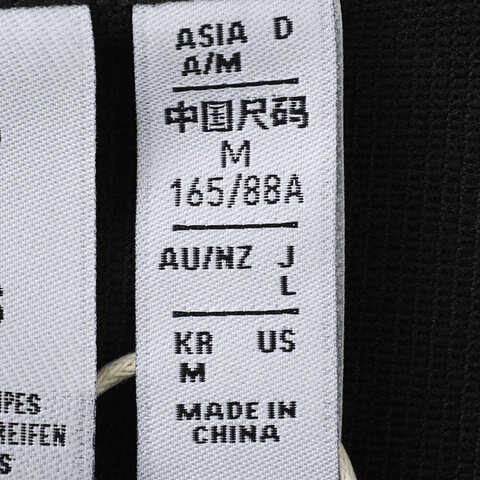 ASIA D
A/M
中国尺码
M
165/88A
AU/NZ J
L
KR US
M
MADE IN
CHINA
IPES
REIFEN
S